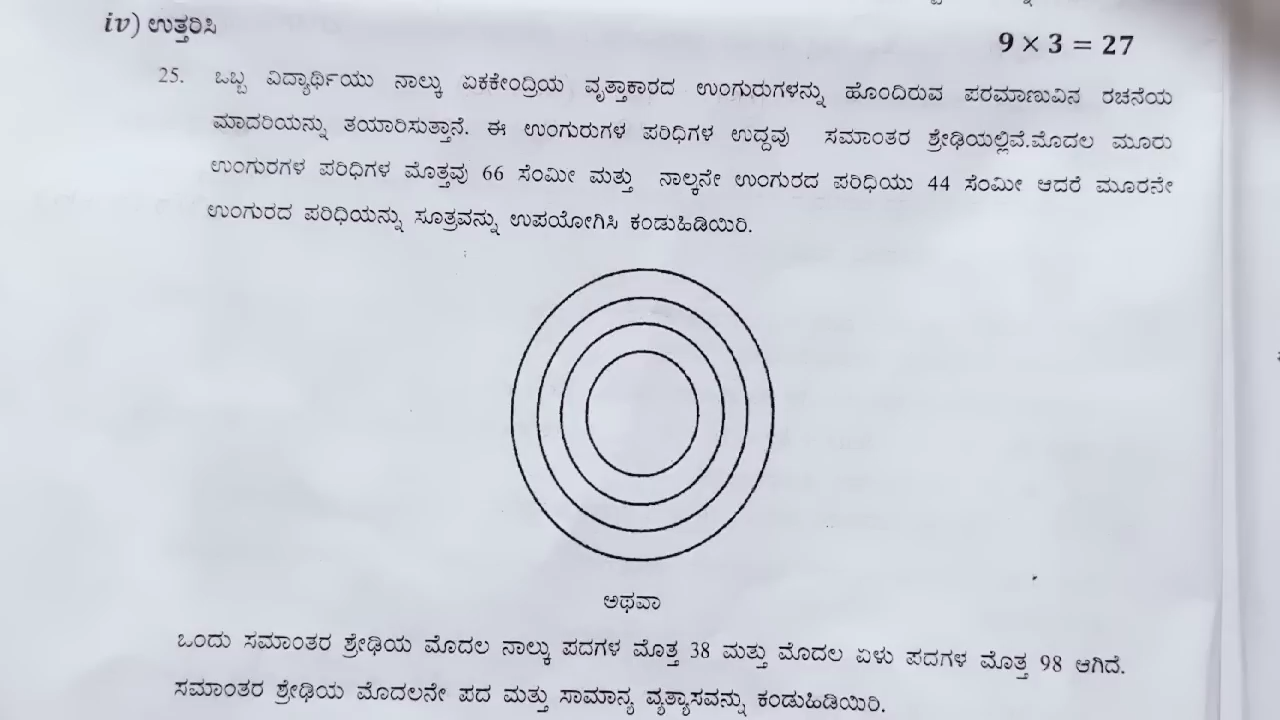 iv) ಉತ್ತರಿಸಿ
9 × 3 = 27
25. ಒಬ್ಬ ವಿದ್ಯಾರ್ಥಿಯು ನಾಲ್ಕು ಏಕಕೇಂದ್ರಿಯ ವೃತ್ತಾಕಾರದ ಉಂಗುರುಗಳನ್ನು ಹೊಂದಿರುವ ಪರಮಾಣುವಿನ ರಚನೆಯ
ಮಾದರಿಯನ್ನು ತಯಾರಿಸುತ್ತಾನೆ. ಈ ಉಂಗುರುಗಳ ಪರಿಧಿಗಳ ಉದ್ದವು ಸಮಾಂತರ ಶ್ರೇಢಿಯಲ್ಲಿವೆ.ಮೊದಲ ಮೂರು
ಉಂಗುರಗಳ ಪರಿಧಿಗಳ ಮೊತ್ತವು 66 ಸೆಂಮೀ ಮತ್ತು ನಾಲ್ಕನೇ ಉಂಗುರದ ಪರಿಧಿಯು 44 ಸೆಂಮೀ ಆದರೆ ಮೂರನೇ
ಉಂಗುರದ ಪರಿಧಿಯನ್ನು ಸೂತ್ರವನ್ನು ಉಪಯೋಗಿಸಿ ಕಂಡುಹಿಡಿಯಿರಿ.
ಅಥವಾ
ಒಂದು ಸಮಾಂತರ ಶ್ರೇಢಿಯ ಮೊದಲ ನಾಲ್ಕು ಪದಗಳ ಮೊತ್ತ 38 ಮತ್ತು ಮೊದಲ ಏಳು ಪದಗಳ ಮೊತ್ತ 98 ಆಗಿದೆ.
ಸಮಾಂತರ ಶ್ರೇಢಿಯ ಮೊದಲನೇ ಪದ ಮತ್ತು ಸಾಮಾನ್ಯ ವ್ಯತ್ಯಾಸವನ್ನು ಕಂಡುಹಿಡಿಯಿರಿ.